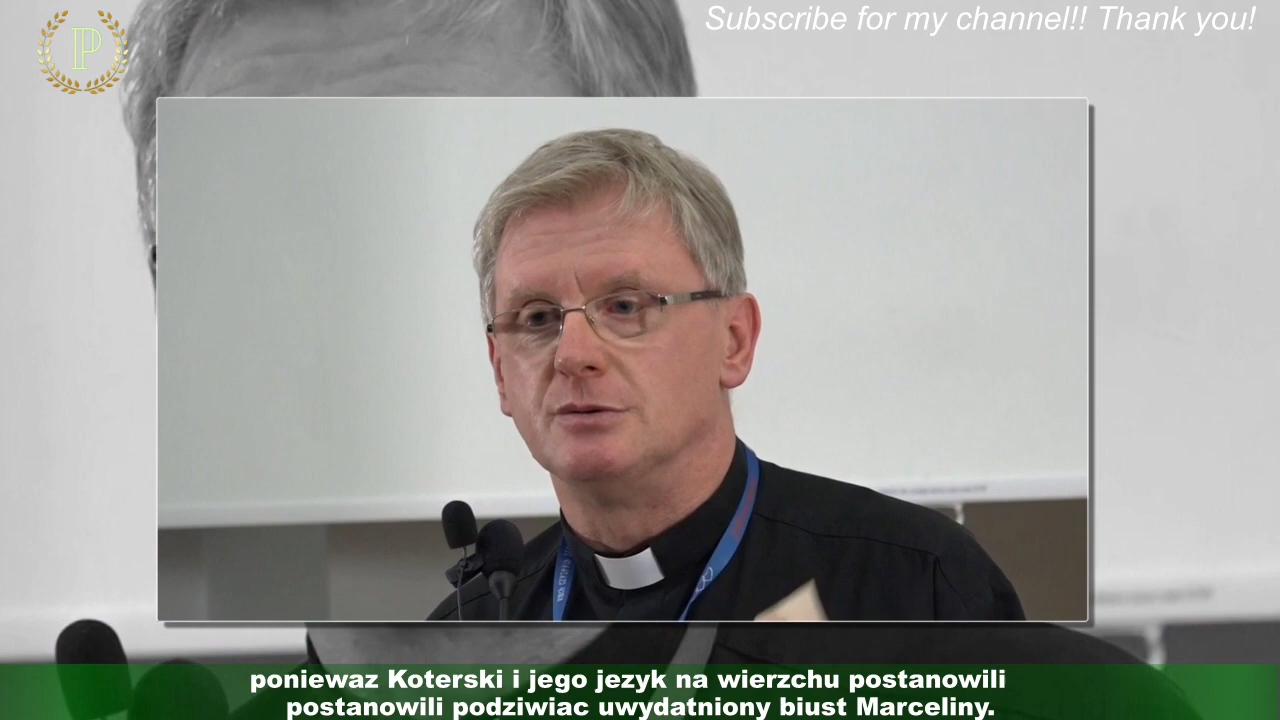 Subscribe for my channel!! Thank you!
P
poniewaz Koterski i jego jezyk na wierzchu postanowili
postanowili podziwiac uwydatniony biust Marceliny.